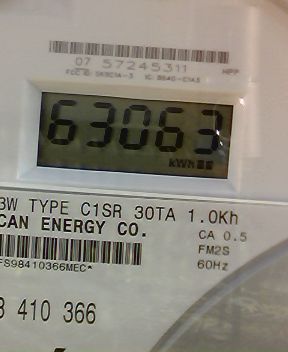 07 57245311
HPP
63063
kWh
3W TYPE C1SR 30TA 1.0Kh
CAN ENERGY CO.
CA 0.5
FM2S
60Hz
FS98410366MEC*
3 410 366